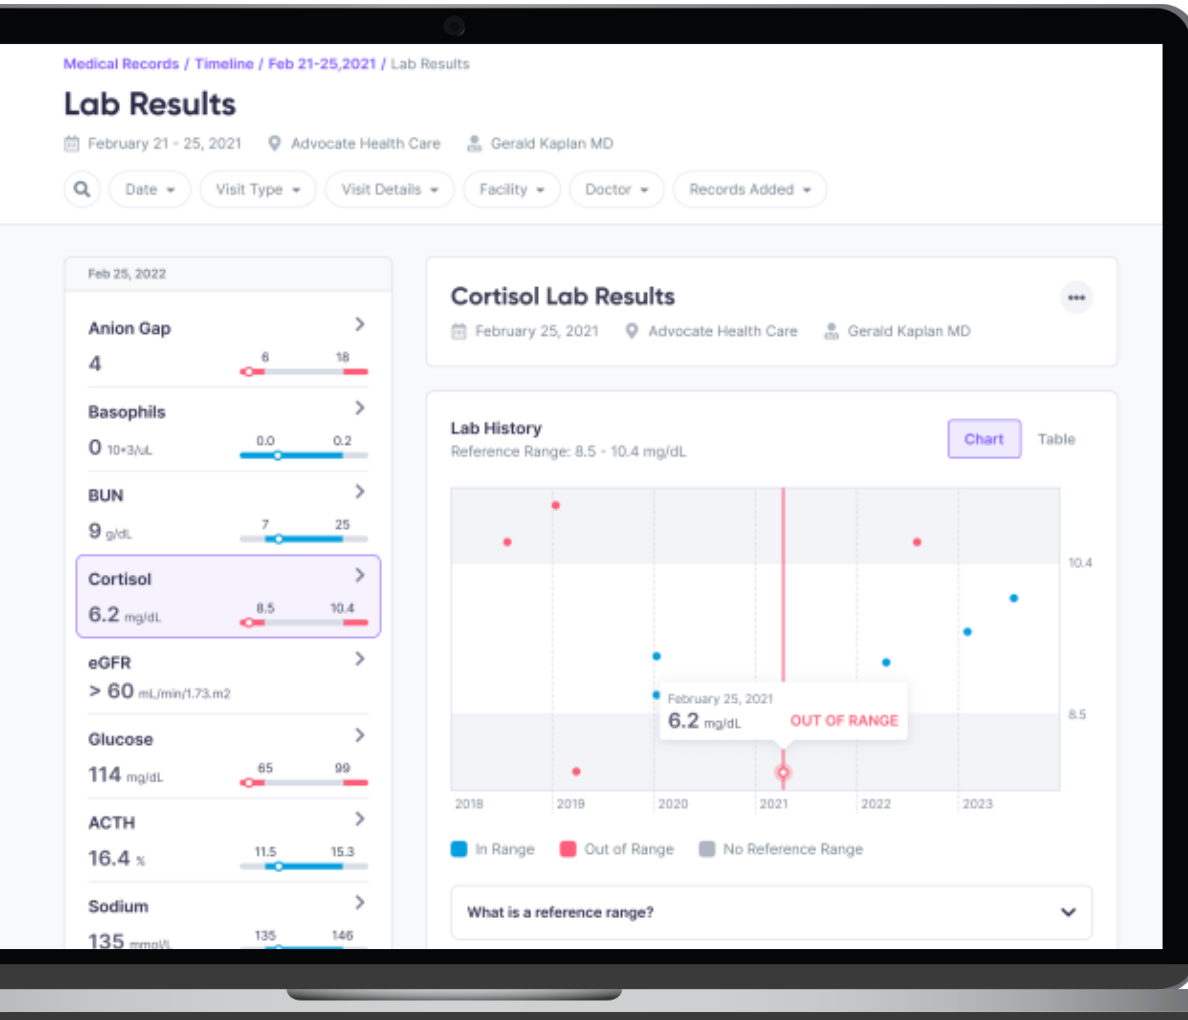 Medical Records / Timeline / Feb 21-25,2021 / Lab Results
Lab Results
February 21 - 25, 2021 Advocate Health Care Gerald Kaplan MD
Date Visit Type Visit Details Facility Doctor Records Added
Feb 25, 2022
Anion Gap
4 6 18
Basophils
0 10*3/uL 0.0 0.2
BUN
9 g/dL 7 25
Cortisol
6.2 mg/dL 8.5 10.4
eGFR
> 60 mL/min/1.73.m2
Glucose
114 mg/dL 65 99
ACTH
16.4 % 11.5 15.3
Sodium
135 mmol/L 135 146
Cortisol Lab Results
February 25, 2021 Advocate Health Care Gerald Kaplan MD
Lab History
Reference Range: 8.5 - 10.4 mg/dL
Chart Table
10.4
8.5
February 25, 2021
6.2 mg/dL OUT OF RANGE
2018 2019 2020 2021 2022 2023
In Range Out of Range No Reference Range
What is a reference range?